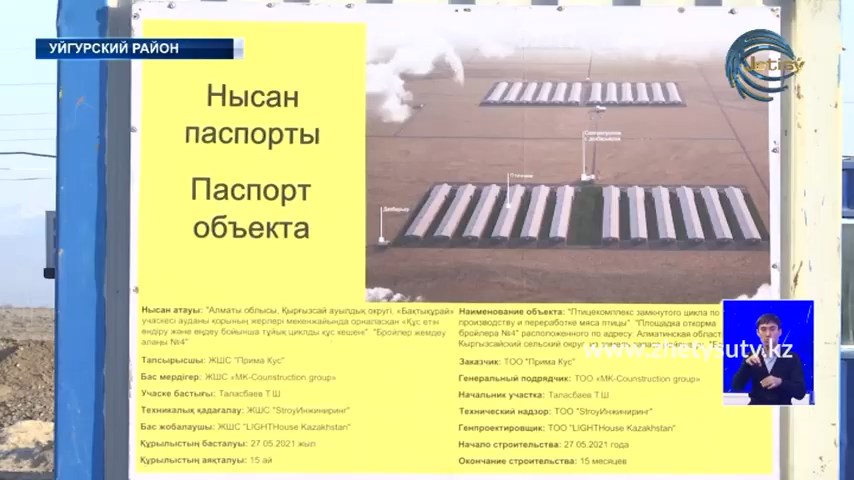 УЙГУРСКИЙ РАЙОН
Jetisý
Нысан
паспорты
Паспорт
объекта
Нысан атауы: "Алматы облысы, Қырғызсай ауылдық округі, «Бақтықұрай»
учаскесі ауданы қорының жерлері мекенжайында орналасқан «Құс етін
өндіру және өңдеу бойынша тұйық циклды құс кешені" "Бройлер жемдеу
алаңы №4"
Тапсырысшы: ЖШС "Прима Кус"
Бас мердігер: ЖШС «MK-Counstruction group»
Учаске бастығы: Таласбаев Т.Ш.
Техникалық қадағалау: ЖШС "StroyИнжиниринг"
Бас жобалаушы: ЖШС "LIGHTHouse Kazakhstan"
Құрылыстың басталуы: 27.05.2021 жыл
Құрылыстың аяқталуы: 15 ай
Наименование объекта: "Птицекомплекс замкнутого цикла по
производству и переработке мяса птицы" "Площадка откорма
бройлера №4" расположенного по адресу: Алматинская област
Кыргызсайский сельский округ
www.zhetysutv.kz
Заказчик: ТОО "Прима Кус"
Генеральный подрядчик: ТОО «MK-Counstruction group»
Начальник участка: Таласбаев Т.Ш.
Технический надзор: ТОО "StroyИнжиниринг"
Генпроектировщик: ТОО "LIGHTHouse Kazakhstan"
Начало строительства: 27.05.2021 года
Окончание строительства: 15 месяцев